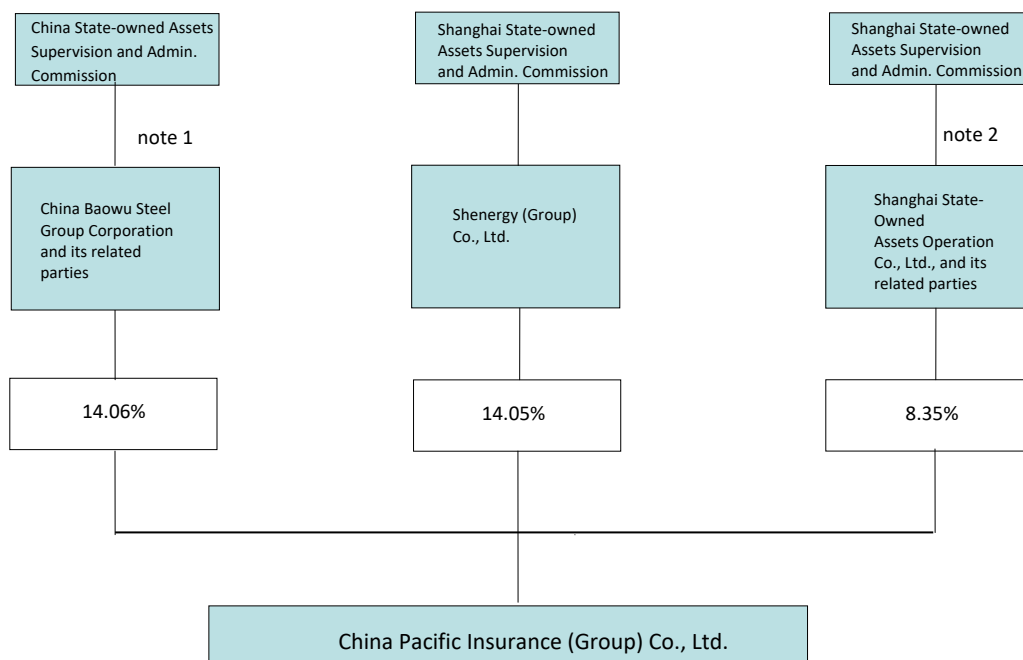 China State-owned Assets
Supervision and Admin.
Commission
Shanghai State-owned
Assets Supervision
and Admin. Commission
Shanghai State-owned
Assets Supervision
and Admin. Commission
note 1
note 2
China Baowu Steel
Group Corporation
and its related
parties
Shenergy (Group)
Co., Ltd.
Shanghai State-
Owned
Assets Operation
Co., Ltd., and its
related parties
14.06%
14.05%
8.35%
China Pacific Insurance (Group) Co., Ltd.